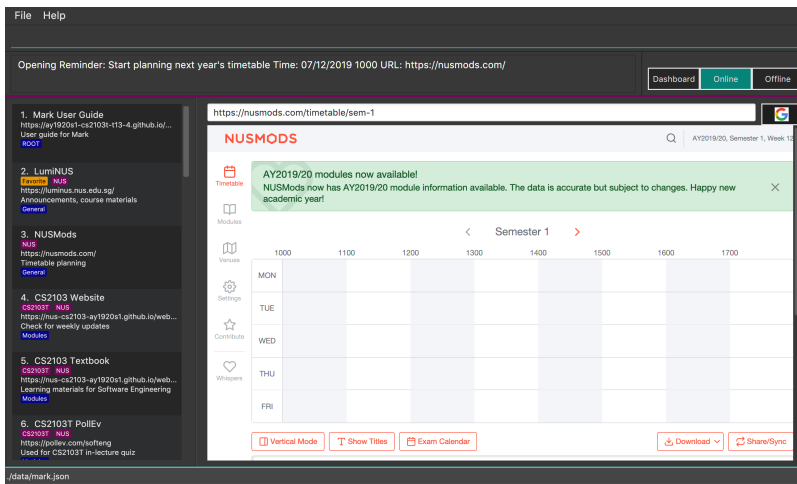 File Help
Opening Reminder: Start planning next year's timetable Time: 07/12/2019 1000 URL: https://nusmods.com/
Dashboard Online Offline
1. Mark User Guide
https://ay1920s1-cs2103t-t13-4.github.io/...
User guide for Mark
ROOT
2. LumiNUS
Favorite NUS
https://luminus.nus.edu.sg/
Announcements, course materials
General
3. NUSMods
NUS
https://nusmods.com/
Timetable planning
General
4. CS2103 Website
CS2103T NUS
https://nus-cs2103-ay1920s1.github.io/web...
Check for weekly updates
Modules
5. CS2103 Textbook
CS2103T NUS
https://nus-cs2103-ay1920s1.github.io/web...
Learning materials for Software Engineering
Modules
6. CS2103T PollEv
CS2103T NUS
https://pollev.com/softeng
Used for CS2103T in-lecture quiz
https://nusmods.com/timetable/sem-1
G
NUSMODS
AY2019/20, Semester 1, Week 12
Timetable
Modules
Venues
Settings
Contribute
Whispers
AY2019/20 modules now available!
NUSMods now has AY2019/20 module information available. The data is accurate but subject to changes. Happy new
academic year!
Semester 1
1000 1100 1200 1300 1400 1500 1600 1700
MON
TUE
WED
THU
FRI
Vertical Mode Show Titles Exam Calendar Download Share/Sync
./data/mark.json